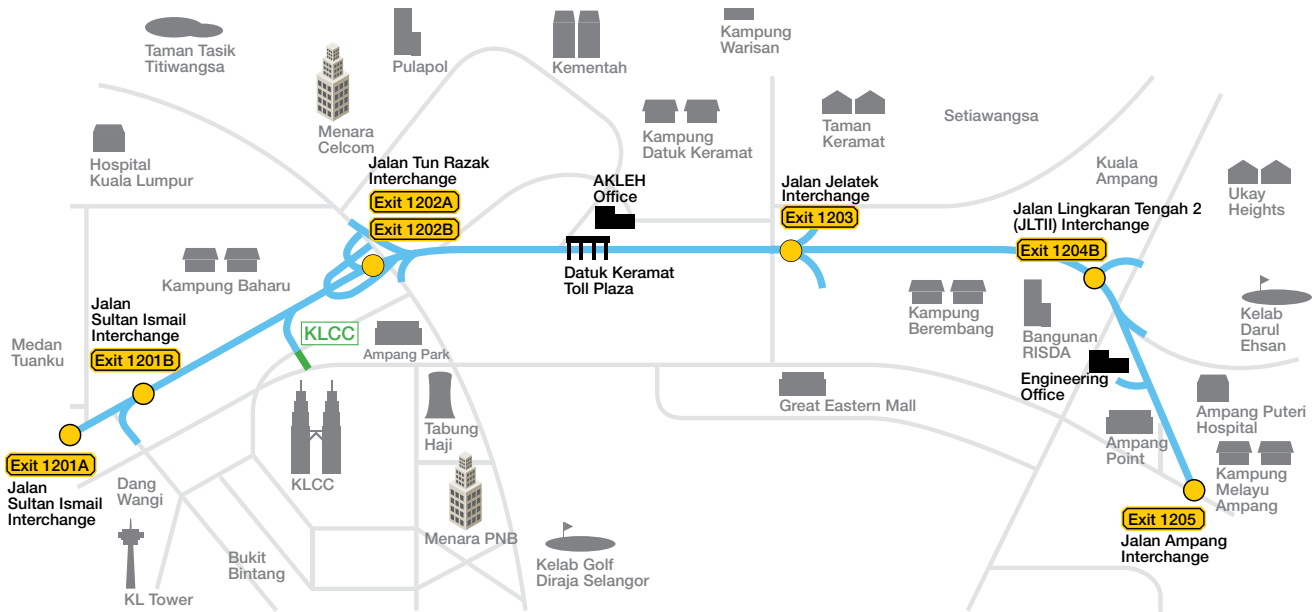 Taman Tasik
Titiwangsa
Pulapol
Kementah
Kampung
Warisan
Menara
Celcom
Hospital
Kuala Lumpur
Kampung
Datuk Keramat
Taman
Keramat
Setiawangsa
Kuala
Ampang
Ukay
Heights
Jalan Tun Razak
Interchange
Exit 1202A
Exit 1202B
AKLEH
Office
Jalan Jelatek
Interchange
Exit 1203
Jalan Lingkaran Tengah 2
(JLTII) Interchange
Exit 1204B
Datuk Keramat
Toll Plaza
Kampung Baharu
Jalan
Sultan Ismail
Interchange
Exit 1201B
Medan
Tuanku
KLCC
Ampang Park
Kampung
Berembang
Bangunan
RISDA
Kelab
Darul
Ehsan
Engineering
Office
Great Eastern Mall
Ampang Puteri
Hospital
Tabung
Haji
Ampang
Point
Exit 1201A
Jalan
Sultan Ismail
Interchange
Dang
Wangi
KLCC
Kampung
Melayu
Ampang
Exit 1205
Jalan Ampang
Interchange
Menara PNB
Bukit
Bintang
Kelab Golf
Diraja Selangor
KL Tower